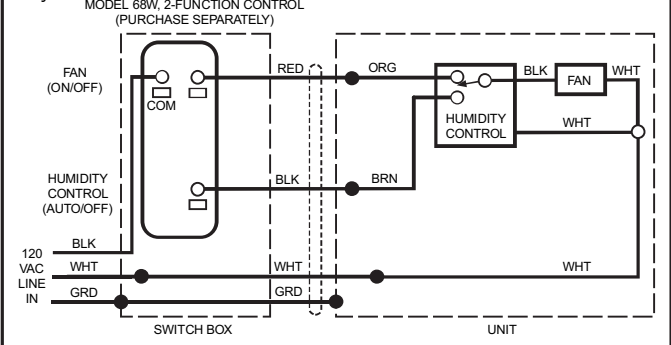 MODEL 68W, 2-FUNCTION CONTROL
(PURCHASE SEPARATELY)
FAN
(ON/OFF)
COM
RED
ORG
BLK
FAN
WHT
HUMIDITY
CONTROL
WHT
HUMIDITY
CONTROL
(AUTO/OFF)
BLK
BRN
120
VAC
LINE
IN
BLK
WHT
WHT
WHT
GRD
GRD
SWITCH BOX
UNIT